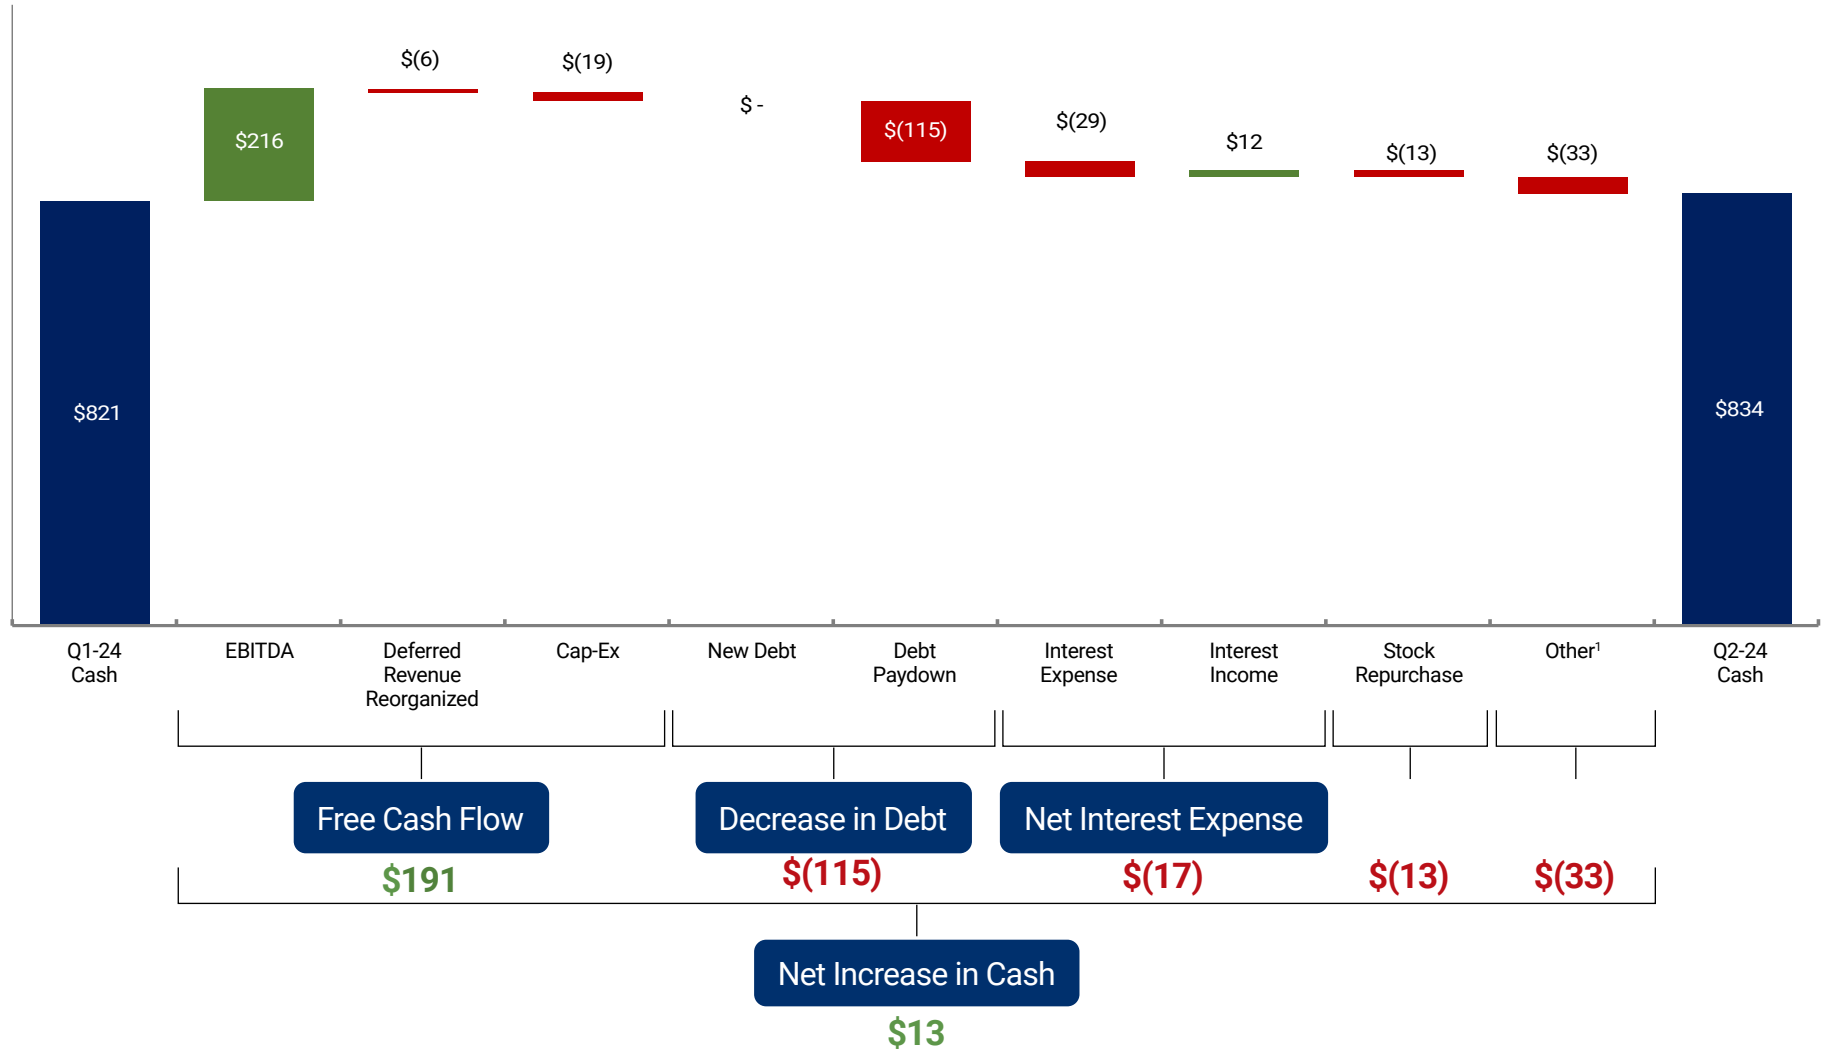 $(6)
$(19)
$ -
$216
$(115)
$(29)
$12
$(13)
$(33)
$821
$834
Q1-24
Cash
EBITDA
Deferred
Revenue
Reorganized
Cap-Ex
New Debt
Debt
Paydown
Interest
Expense
Interest
Income
Stock
Repurchase
Other¹
Q2-24
Cash
Free Cash Flow
Decrease in Debt
Net Interest Expense
$191
$(115)
$(17)
$(13)
$(33)
Net Increase in Cash
$13